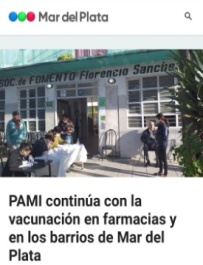 Mar del Plata
SOC. de FOMENTO Florencio Sanchez
PAMI continúa con la
vacunación en farmacias y
en los barrios de Mar del
Plata